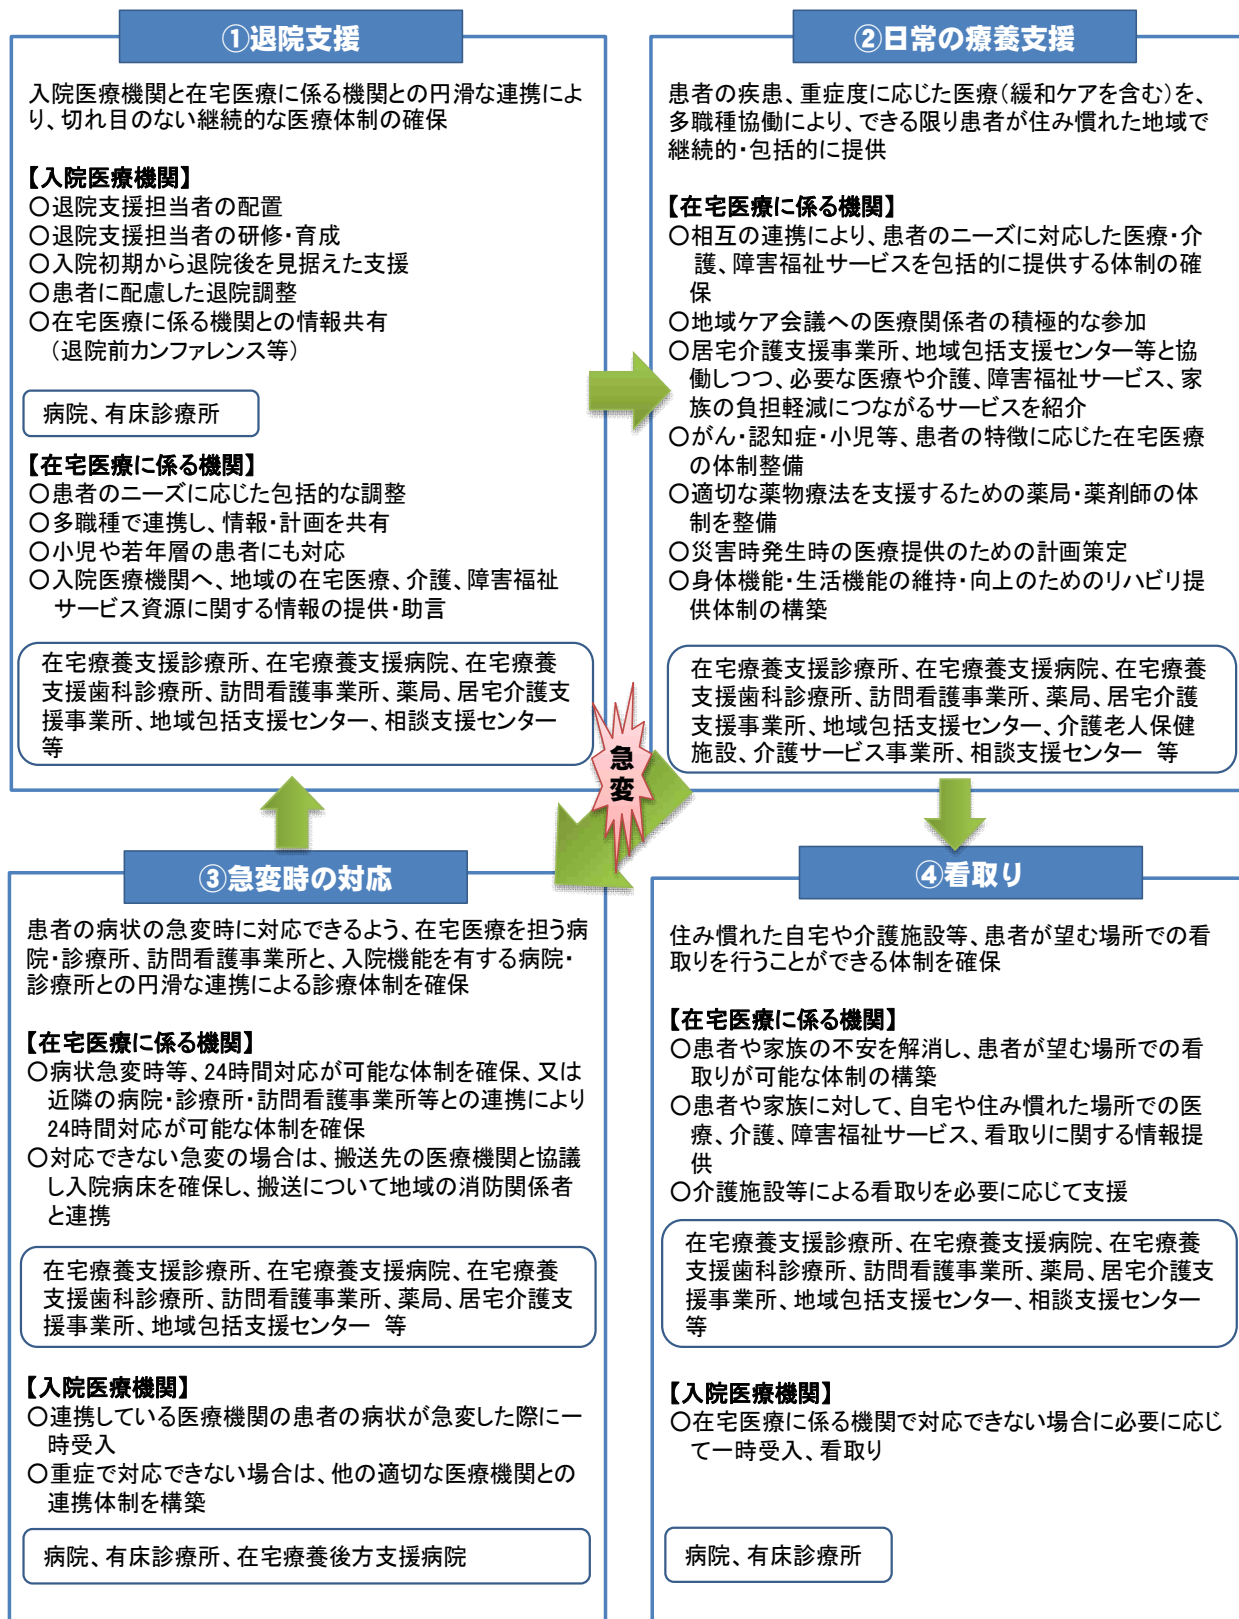 ①退院支援
入院医療機関と在宅医療に係る機関との円滑な連携によ
り、切れ目のない継続的な医療体制の確保
【入院医療機関】
○退院支援担当者の配置
○退院支援担当者の研修・育成
○入院初期から退院後を見据えた支援
○患者に配慮した退院調整
○在宅医療に係る機関との情報共有
（退院前カンファレンス等）
病院、有床診療所
【在宅医療に係る機関】
○患者のニーズに応じた包括的な調整
○多職種で連携し、情報・計画を共有
○小児や若年層の患者にも対応
○入院医療機関へ、地域の在宅医療、介護、障害福祉
サービス資源に関する情報の提供・助言
在宅療養支援診療所、在宅療養支援病院、在宅療養
支援歯科診療所、訪問看護事業所、薬局、居宅介護支
援事業所、地域包括支援センター、相談支援センター
等
②日常の療養支援
患者の疾患、重症度に応じた医療（緩和ケアを含む）を、
多職種協働により、できる限り患者が住み慣れた地域で
継続的・包括的に提供
【在宅医療に係る機関】
○相互の連携により、患者のニーズに対応した医療・介
護、障害福祉サービスを包括的に提供する体制の確
保
○地域ケア会議への医療関係者の積極的な参加
○居宅介護支援事業所、地域包括支援センター等と協
働しつつ、必要な医療や介護、障害福祉サービス、家
族の負担軽減につながるサービスを紹介
○がん・認知症・小児等、患者の特徴に応じた在宅医療
の体制整備
○適切な薬物療法を支援するための薬局・薬剤師の体
制を整備
○災害時発生時の医療提供のための計画策定
○身体機能・生活機能の維持・向上のためのリハビリ提
供体制の構築
在宅療養支援診療所、在宅療養支援病院、在宅療養
支援歯科診療所、訪問看護事業所、薬局、居宅介護
支援事業所、地域包括支援センター、介護老人保健
施設、介護サービス事業所、相談支援センター 等
急
変
③急変時の対応
患者の病状の急変時に対応できるよう、在宅医療を担う病
院・診療所、訪問看護事業所と、入院機能を有する病院・
診療所との円滑な連携による診療体制を確保
【在宅医療に係る機関】
○病状急変時等、24時間対応が可能な体制を確保、又は
近隣の病院・診療所・訪問看護事業所等との連携により
24時間対応が可能な体制を確保
○対応できない急変の場合は、搬送先の医療機関と協議
し入院病床を確保し、搬送について地域の消防関係者
と連携
在宅療養支援診療所、在宅療養支援病院、在宅療養
支援歯科診療所、訪問看護事業所、薬局、居宅介護支
援事業所、地域包括支援センター 等
【入院医療機関】
○連携している医療機関の患者の病状が急変した際に一
時受入
○重症で対応できない場合は、他の適切な医療機関との
連携体制を構築
病院、有床診療所、在宅療養後方支援病院
④看取り
住み慣れた自宅や介護施設等、患者が望む場所での看
取りを行うことができる体制を確保
【在宅医療に係る機関】
○患者や家族の不安を解消し、患者が望む場所での看
取りが可能な体制の構築
○患者や家族に対して、自宅や住み慣れた場所での医
療、介護、障害福祉サービス、看取りに関する情報提
供
○介護施設等による看取りを必要に応じて支援
在宅療養支援診療所、在宅療養支援病院、在宅療養
支援歯科診療所、訪問看護事業所、薬局、居宅介護支
援事業所、地域包括支援センター、相談支援センター
等
【入院医療機関】
○在宅医療に係る機関で対応できない場合に必要に応じ
て一時受入、看取り
病院、有床診療所